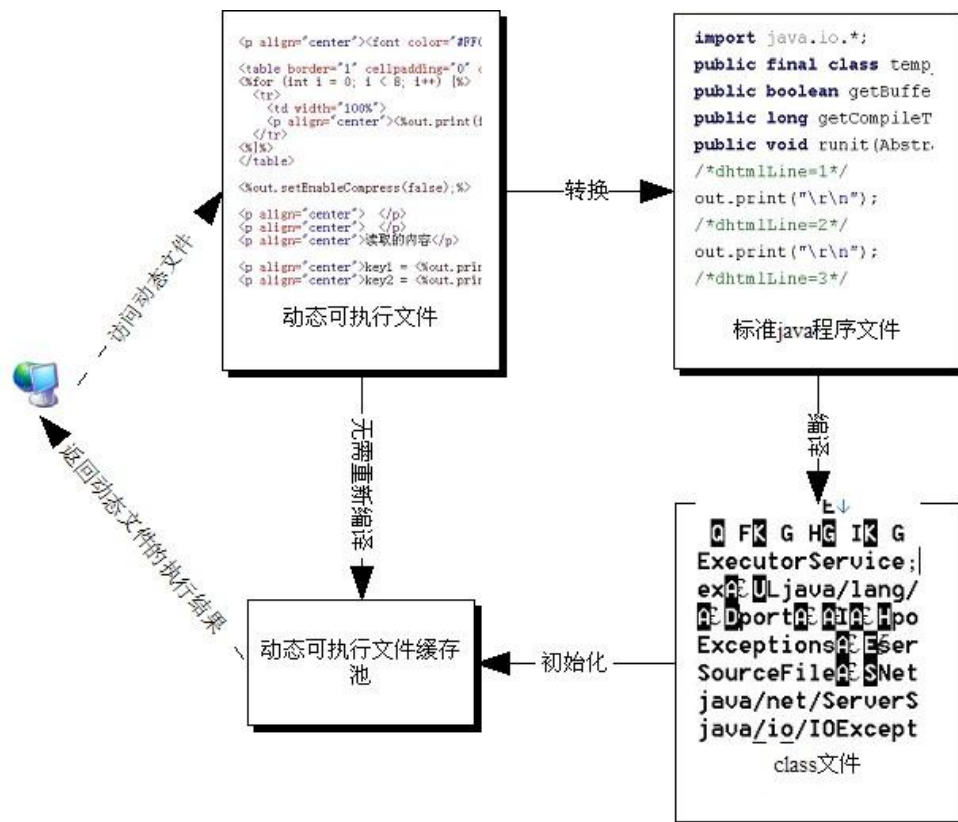 <p align="center"><font color="#FF
<table border="1" cellpadding="0"
<%for (int i = 0; i < 8; i++) {%>
<tr>
<td width="100%">
<p align="center"><%out.print(
</tr>
<%}%>
</table>
<%out.setEnableCompress(false);%>
<p align="center"> </p>
<p align="center"> </p>
<p align="center">读取的内容</p>
<p align="center">key1 = <%out.prin
<p align="center">key2 = <%out.prin
动态可执行文件
转换
import java.io.*;
public final class temp_
public boolean getBuffe
public long getCompileT
public void runit(Abstra
/*dhtmlLine=1*/
out.print("\r\n");
/*dhtmlLine=2*/
out.print("\r\n");
/*dhtmlLine=3*/
标准java程序文件
访问动态文件
无需重新编译
编译
返回动态文件的执行结果
动态可执行文件缓存
池
初始化
Q FK G HG IK G
ExecutorService;
ULjava/lang/
Exceptions
SourceFile
java/net/ServerS
java/io/IOExcept
class文件